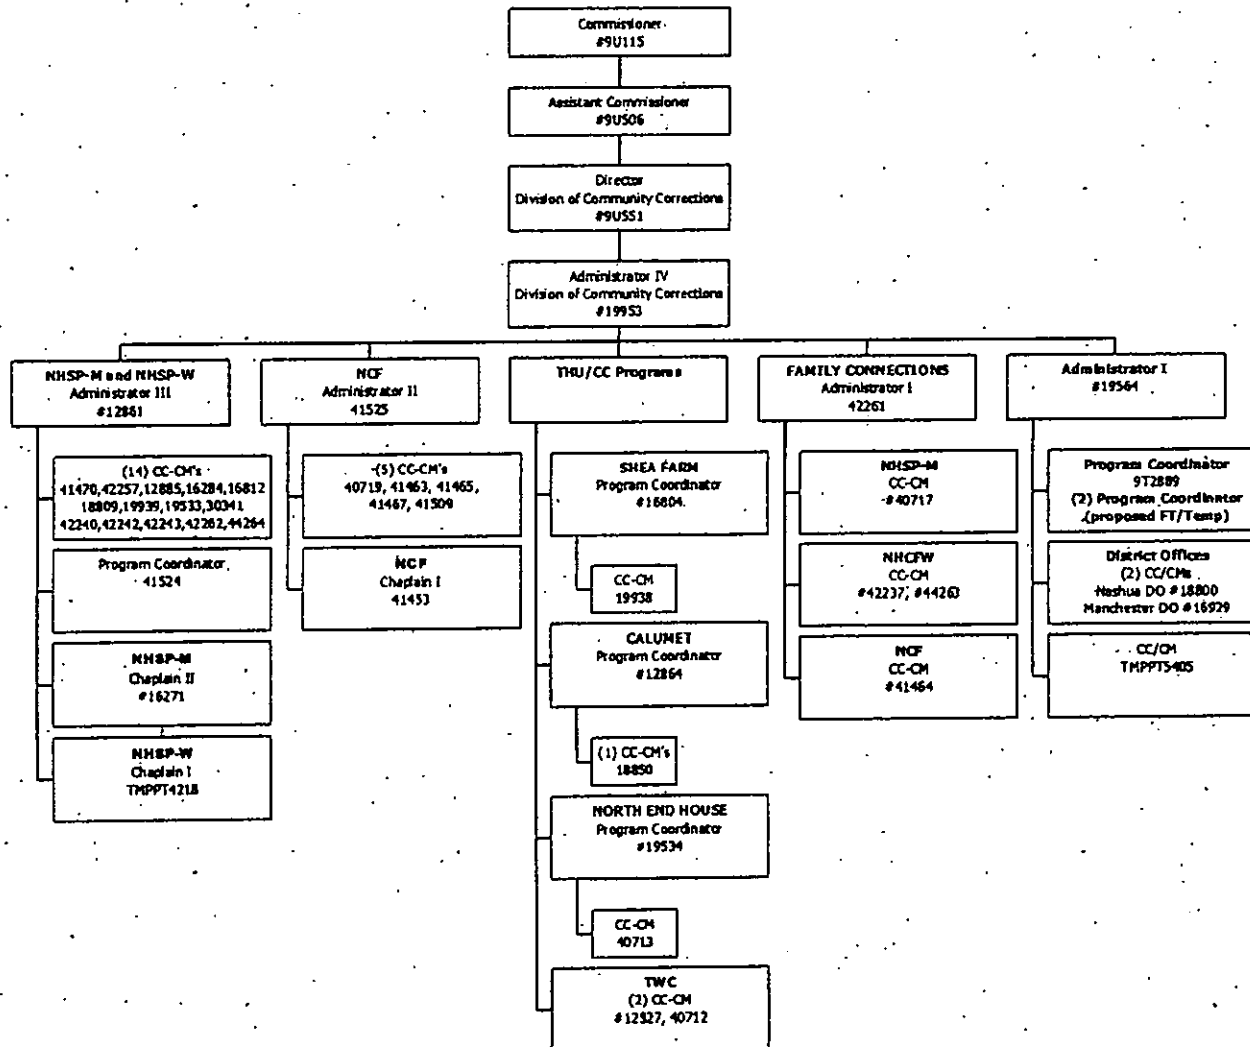 Commissioner
#9U115
Assistant Commissioner
#9U506
Director
Division of Community Corrections
#9U551
Administrator IV
Division of Community Corrections
#19953
NHSP-M and NHSP-W
Administrator III
#12861
(14) CC-CM's
41470,42257,12885,16284,16812
18809,19939,19533,30341
42240,42242,42243,42262,44264
Program Coordinator
41524
NHSP-M
Chaplain II
#16271
NHSP-W
Chaplain I
TMPPT4218
NCF
Administrator II
41525
(5) CC-CM's
40719, 41463, 41465,
41467, 41509
NCF
Chaplain I
41453
THU/CC Programs
SHEA FARM
Program Coordinator
#16804
CC-CM
19938
CALUMET
Program Coordinator
#12864
(1) CC-CM's
18850
NORTH END HOUSE
Program Coordinator
#19534
CC-CM
40713
TWC
(2) CC-CM
#12827, 40712
FAMILY CONNECTIONS
Administrator I
42261
NHSP-M
CC-CM
#40717
NHCFW
CC-CM
#42237, #44263
NCF
CC-CM
#41464
Administrator I
#19564
Program Coordinator
9T2889
(2) Program Coordinator
(proposed FT/Temp)
District Offices
(2) CC/CMs
Nashua DO #18800
Manchester DO #16929
CC/CM
TMPPT5405